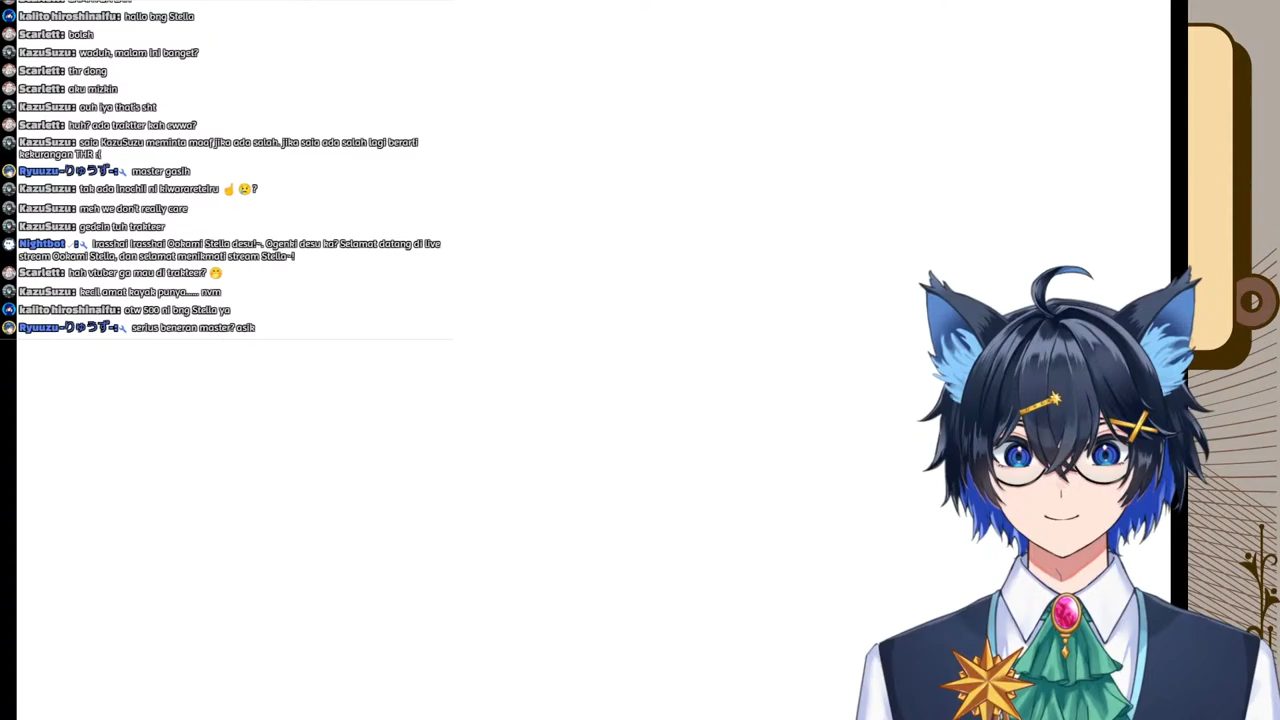 kaiito hiroshinaifu: hallo bng Stella
Scarlett: boleh
KazuSuzu: waduh, malam ini banget?
Scarlett: thr dong
Scarlett: aku mizkin
KazuSuzu: ouh iya that's sht
Scarlett: huh? ada traktter kah ewwa?
KazuSuzu: saia KazuSuzu meminta maaf jika ada salah. jika saia ada salah lagi berarti
kekurangan THR :(
Ryuuzu-りゅうず-: master gasih
KazuSuzu: tak ada inochii ni kiwarareteiru ☝️ 😢 ?
KazuSuzu: meh we don't really care
KazuSuzu: gedein tuh trakteer
Nightbot: Irasshai Irasshai Ookami Stella desu!~. Ogenki desu ka? Selamat datang di live
stream Ookami Stella, dan selamat menikmati stream Stella~!
Scarlett: hah vtuber ga mau di trakteer? 🤭
KazuSuzu: kecil amat kayak punya..... nvm
kaiito hiroshinaifu: otw 500 ni bng Stella ya
Ryuuzu-りゅうず-: serius beneran master? asik